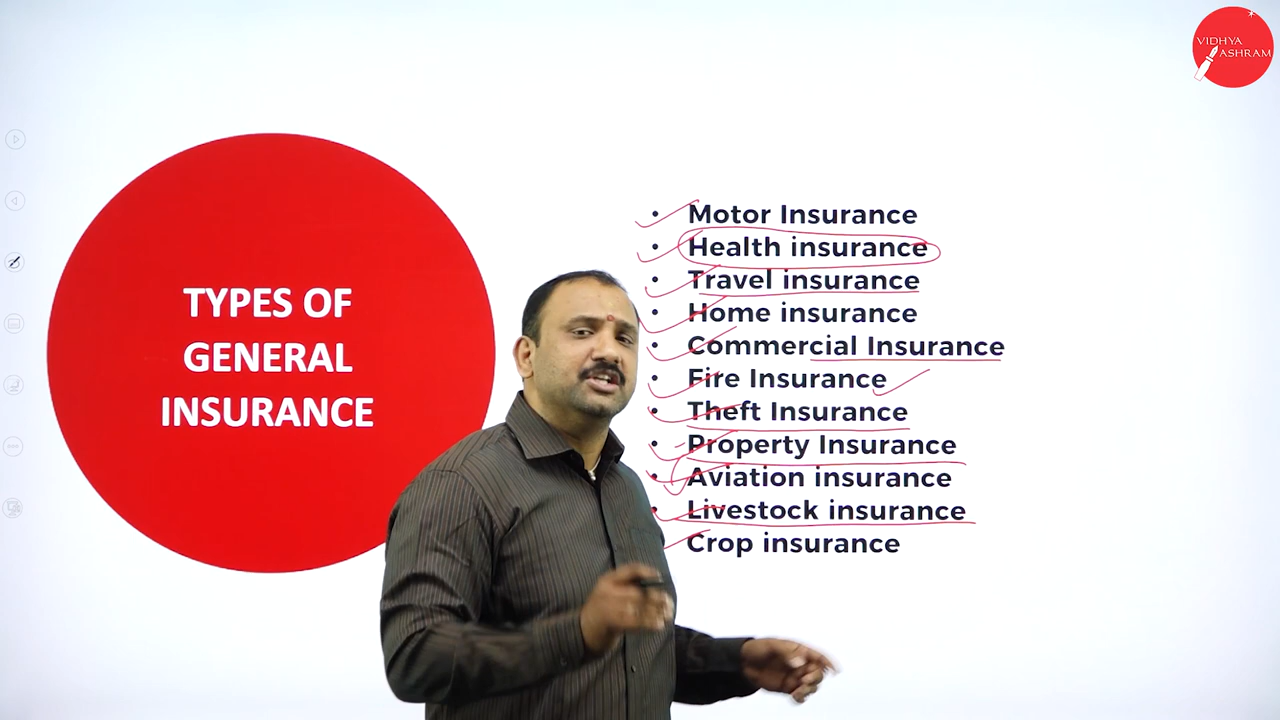 VIDHYA
ASHRAM
TYPES OF
GENERAL
INSURANCE
• Motor Insurance
• Health insurance
• Travel insurance
• Home insurance
• Commercial Insurance
• Fire Insurance
• Theft Insurance
• Property Insurance
• Aviation insurance
• Livestock insurance
Crop insurance